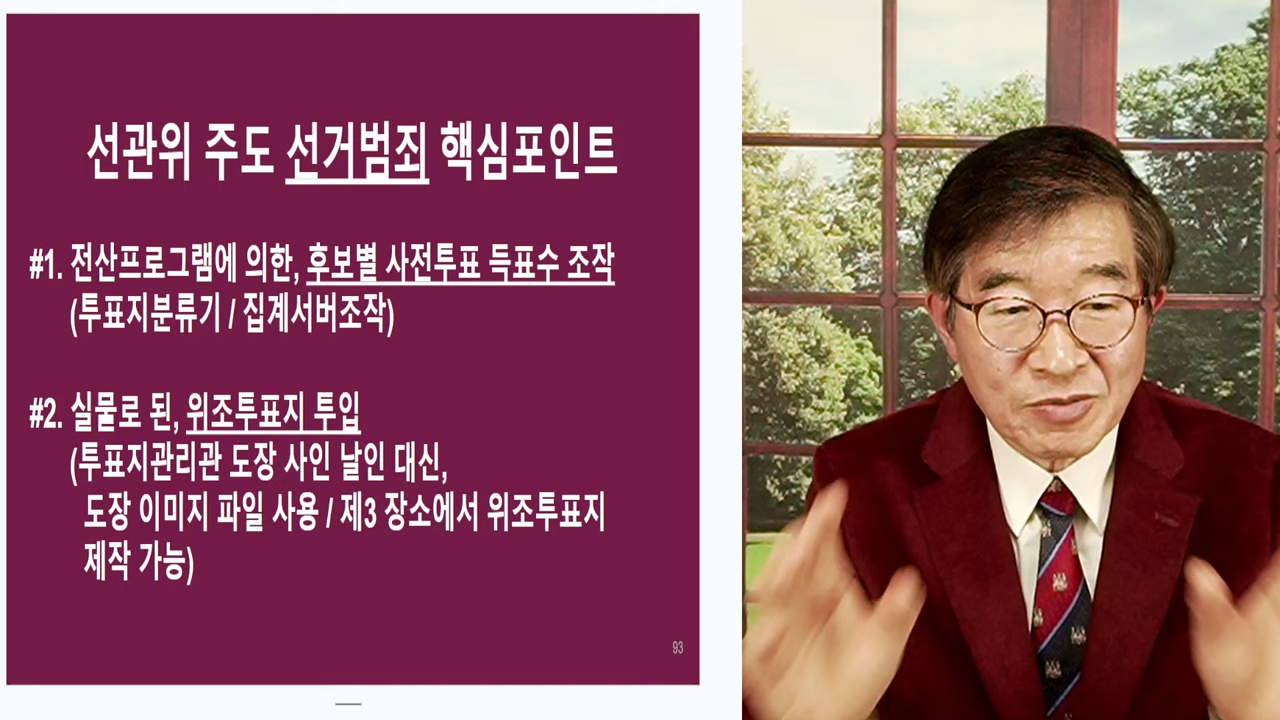 선관위 주도 선거범죄 핵심포인트
#1. 전산프로그램에 의한, 후보별 사전투표 득표수 조작
(투표지분류기 / 집계서버조작)
#2. 실물로 된, 위조투표지 투입
(투표지관리관 도장 사인 날인 대신,
도장 이미지 파일 사용 / 제3 장소에서 위조투표지
제작 가능)
93